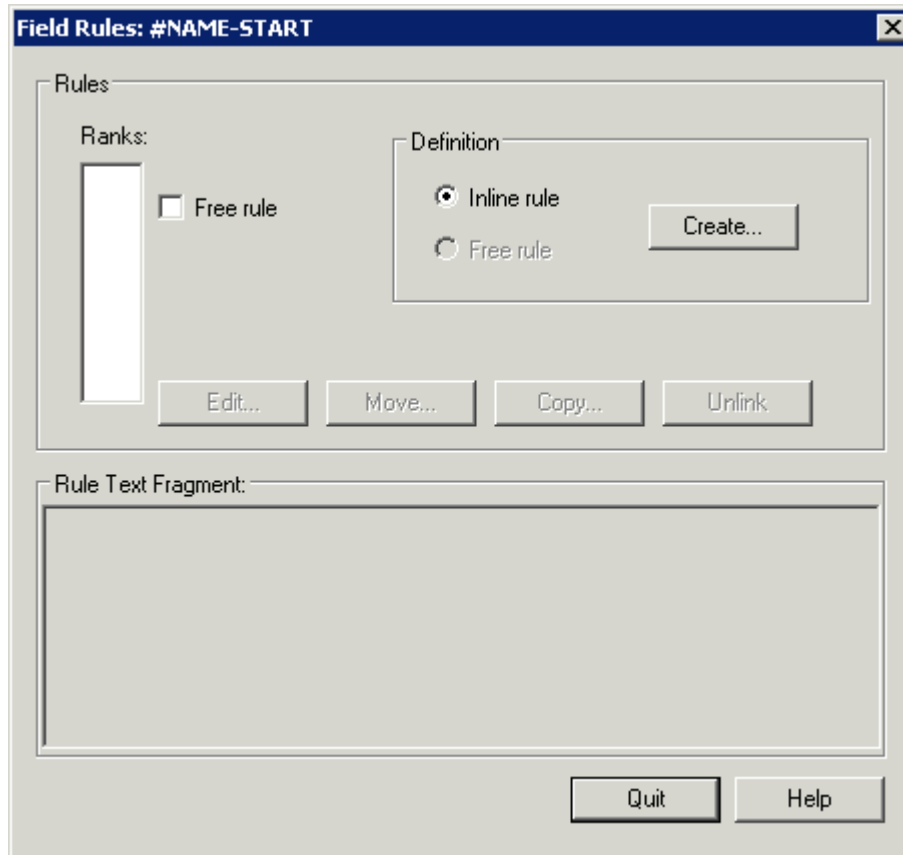 Field Rules: #NAME-START
Rules
Ranks:
Free rule
Definition
Inline rule
Free rule
Create...
Edit...
Move...
Copy...
Unlink
Rule Text Fragment:
Quit
Help